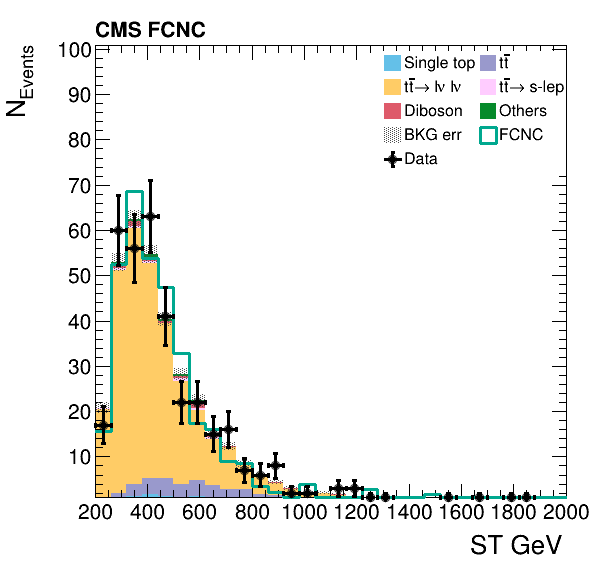 CMS FCNC
N_Events
100
90
80
70
60
50
40
30
20
10
Single top
tt̄
tt̄→ lν lν
tt̄→ s-lep
Diboson
Others
BKG err
FCNC
Data
200 400 600 800 1000 1200 1400 1600 1800 2000
ST GeV